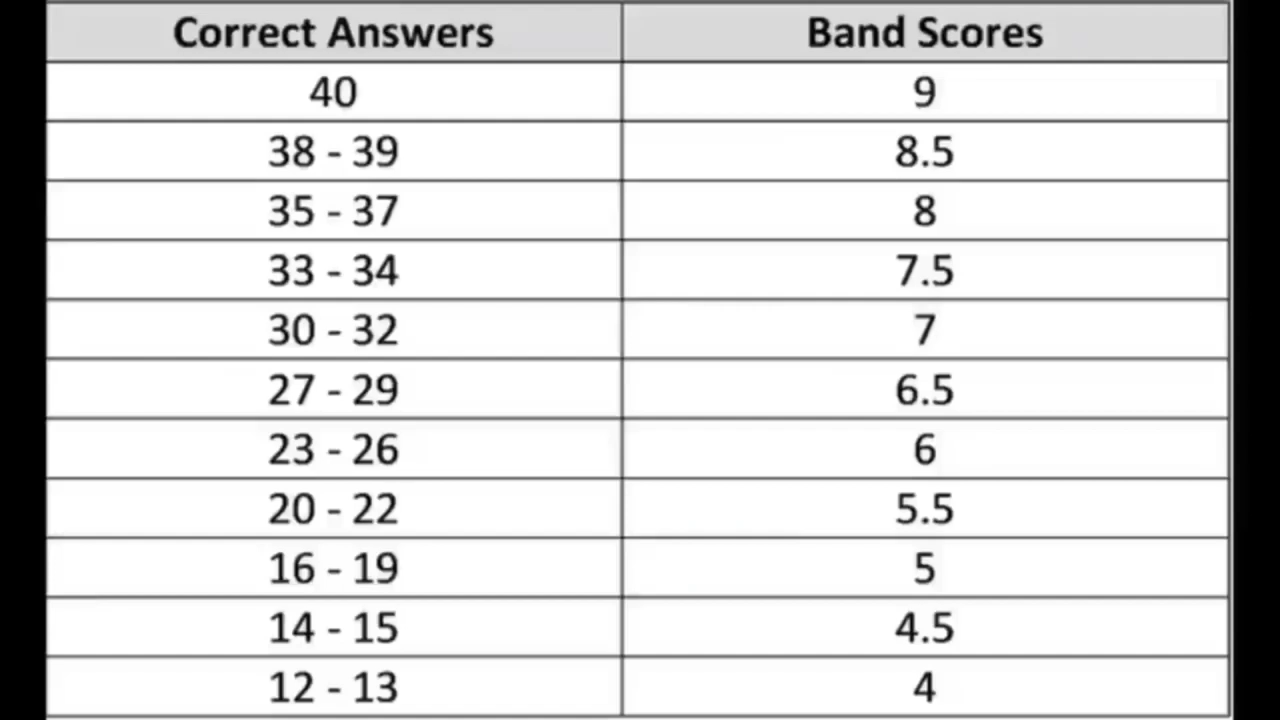 Correct Answers Band Scores
40 9
38 - 39 8.5
35 - 37 8
33 - 34 7.5
30 - 32 7
27 - 29 6.5
23 - 26 6
20 - 22 5.5
16 - 19 5
14 - 15 4.5
12 - 13 4